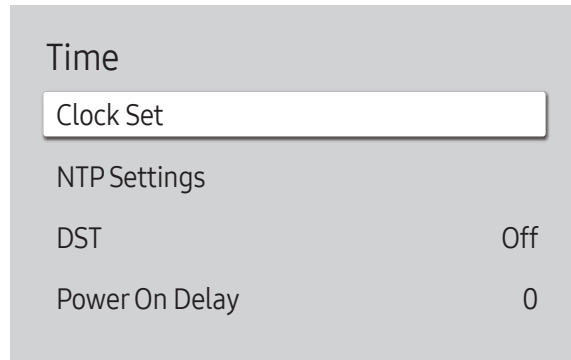 Time
Clock Set
NTP Settings
DST Off
Power On Delay 0